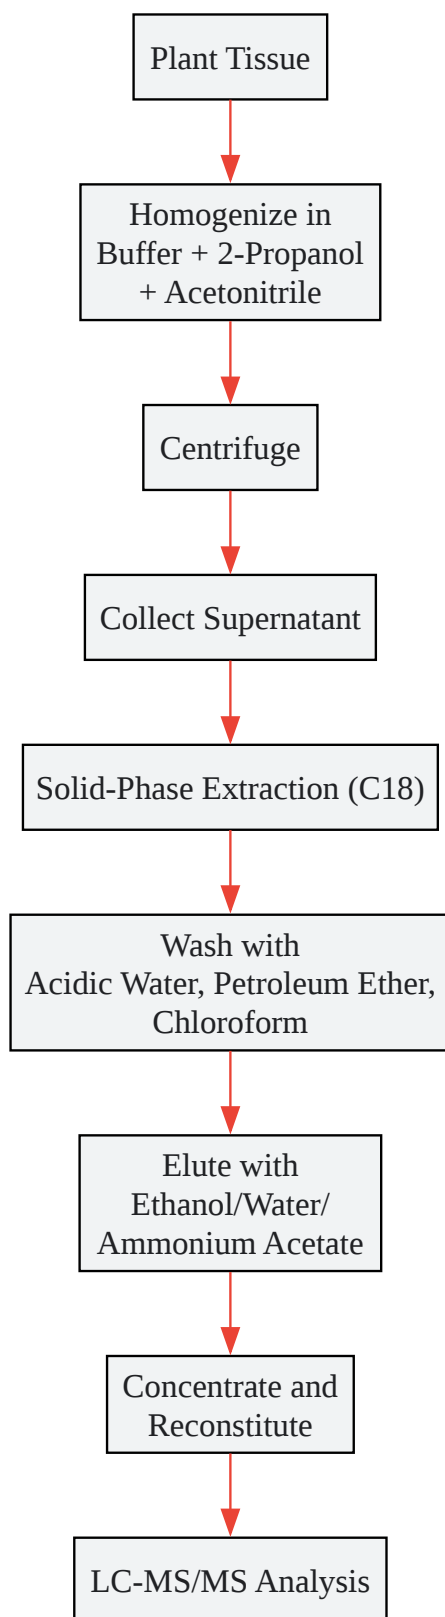 Plant Tissue
Homogenize in
Buffer + 2-Propanol
+ Acetonitrile
Centrifuge
Collect Supernatant
Solid-Phase Extraction (C18)
Wash with
Acidic Water, Petroleum Ether,
Chloroform
Elute with
Ethanol/Water/
Ammonium Acetate
Concentrate and
Reconstitute
LC-MS/MS Analysis